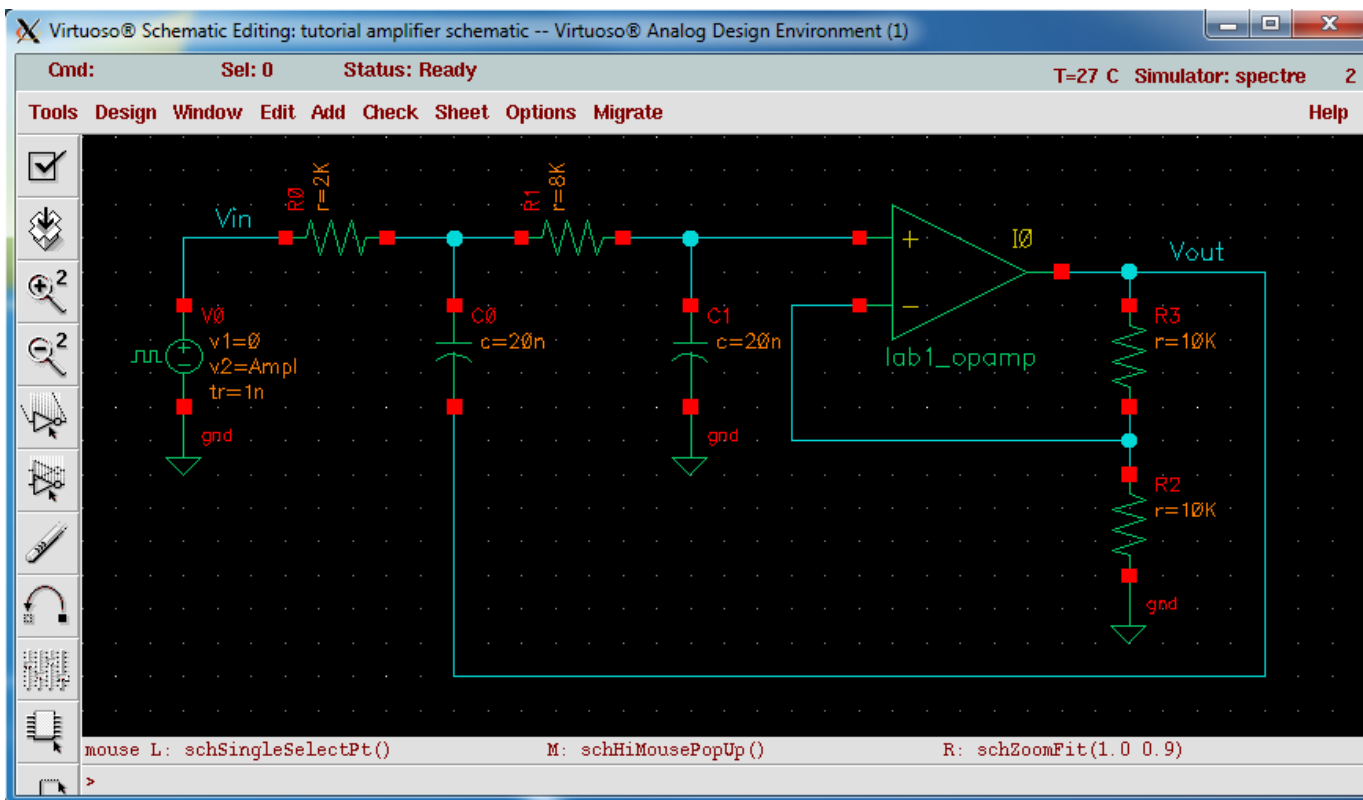 Virtuoso® Schematic Editing: tutorial amplifier schematic -- Virtuoso® Analog Design Environment (1)
Cmd: Sel: 0 Status: Ready T=27 C Simulator: spectre 2
Tools Design Window Edit Add Check Sheet Options Migrate Help
Vin
R0
r=2K
R1
r=8K
+
-
I0
lab1_opamp
Vout
V0
v1=0
v2=Ampl
tr=1n
gnd
C0
c=20n
C1
c=20n
gnd
R3
r=10K
R2
r=10K
gnd
2
2
mouse L: schSingleSelectPt() M: schHiMousePopUp() R: schZoomFit(1.0 0.9)
>